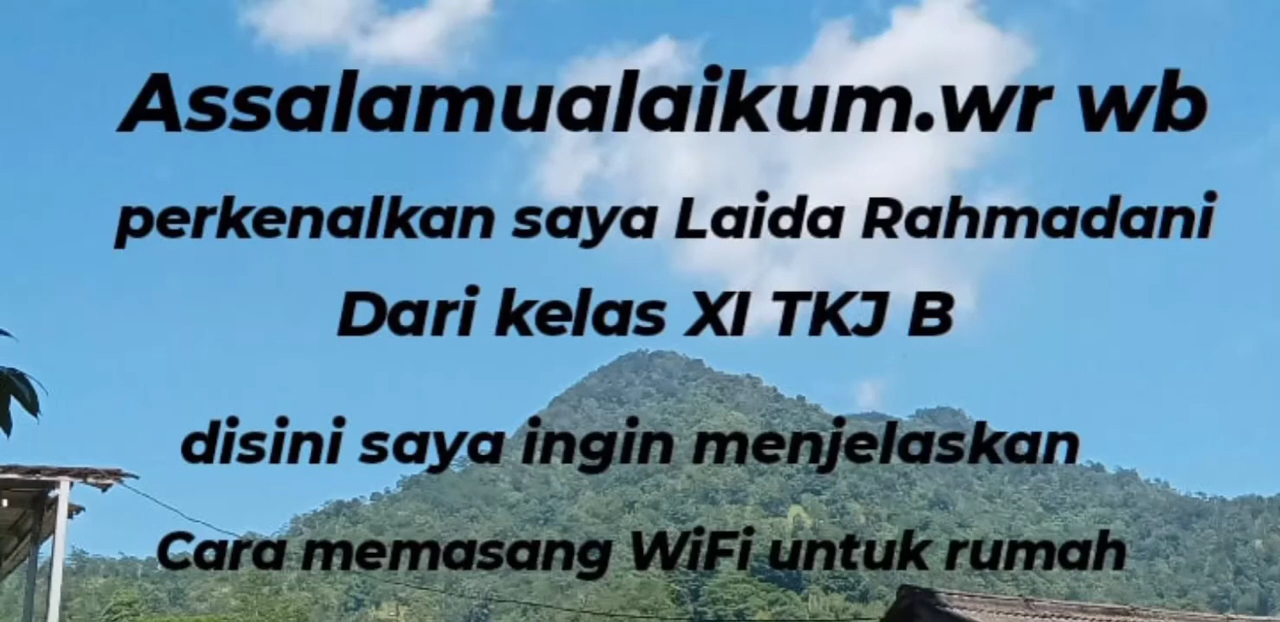 Assalamualaikum.wr wb
perkenalkan saya Laida Rahmadani
Dari kelas XI TKJ B
disini saya ingin menjelaskan
Cara memasang WiFi untuk rumah